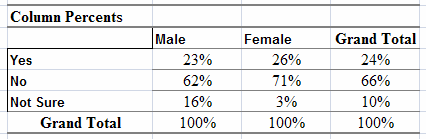 Column Percents
Male Female Grand Total
Yes 23% 26% 24%
No 62% 71% 66%
Not Sure 16% 3% 10%
Grand Total 100% 100% 100%